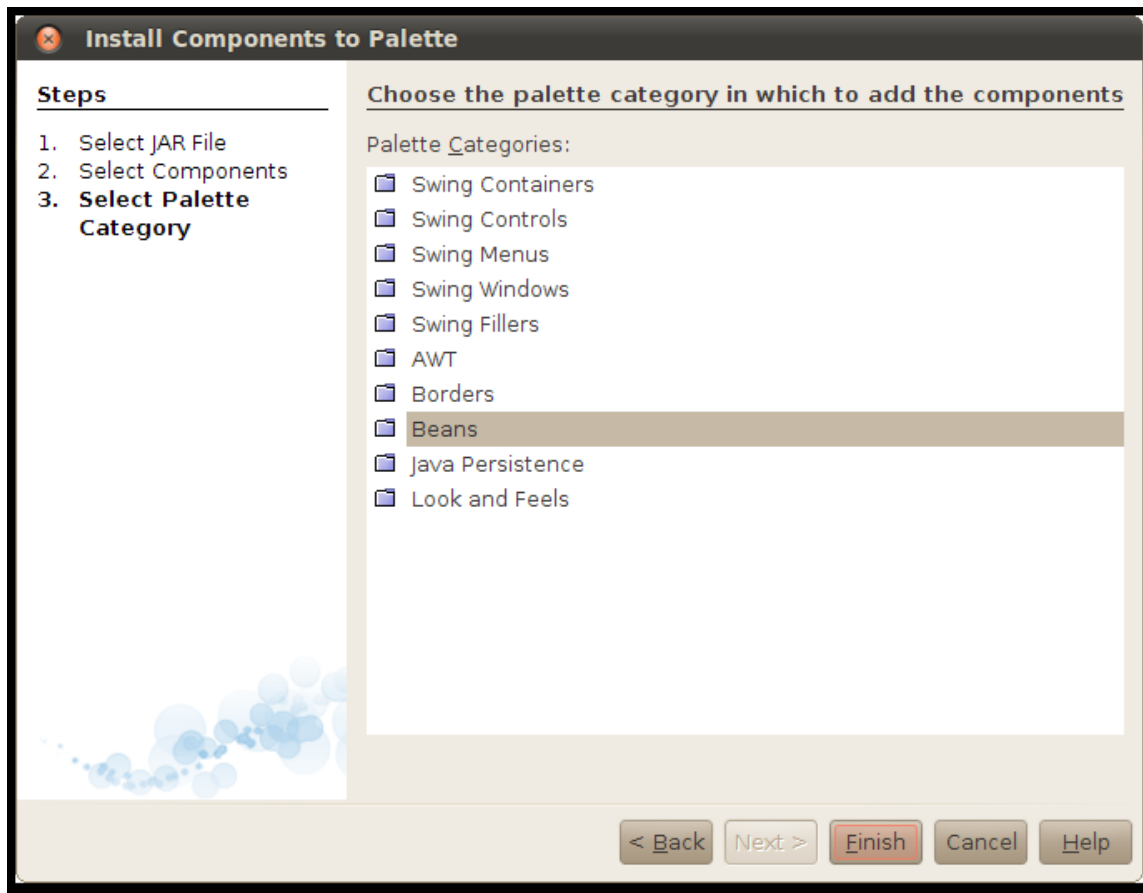 Install Components to Palette
Steps
1. Select JAR File
2. Select Components
3. Select Palette
Category
Choose the palette category in which to add the components
Palette Categories:
Swing Containers
Swing Controls
Swing Menus
Swing Windows
Swing Fillers
AWT
Borders
Beans
Java Persistence
Look and Feels
< Back Next > Finish Cancel Help